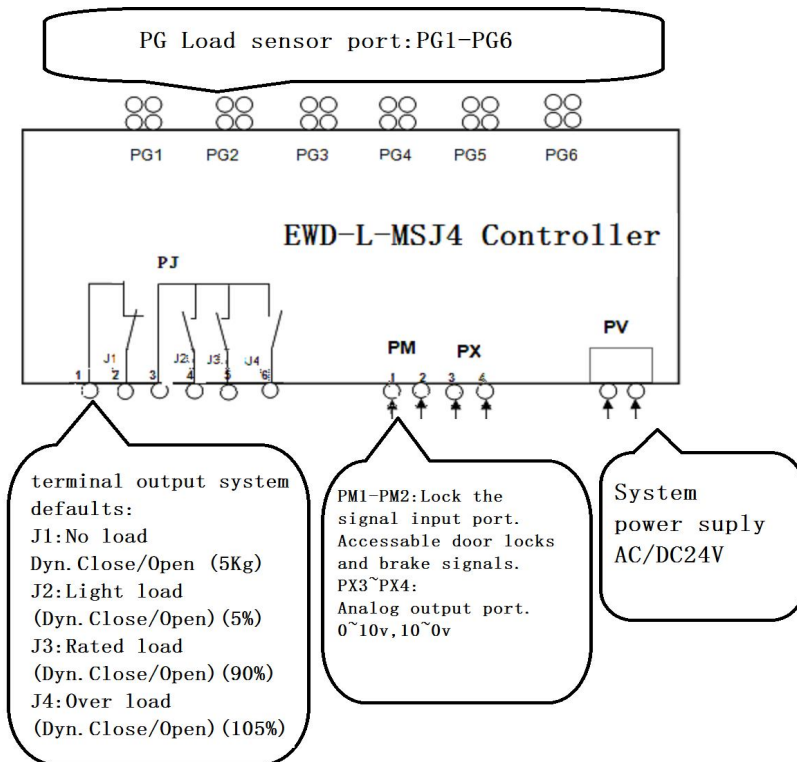 PG Load sensor port:PG1-PG6
PG1 PG2 PG3 PG4 PG5 PG6
EWD-L-MSJ4 Controller
PJ
PM PX PV
J1 J2 J3 J4
1 2 3 4 5 6
1 2 3 4
terminal output system
defaults:
J1:No load
Dyn.Close/Open (5Kg)
J2:Light load
(Dyn.Close/Open)(5%)
J3:Rated load
(Dyn.Close/Open)(90%)
J4:Over load
(Dyn.Close/Open)(105%)
PM1-PM2:Lock the
signal input port.
Accessable door locks
and brake signals.
PX3~PX4:
Analog output port.
0~10v,10~0v
System
power suply
AC/DC24V